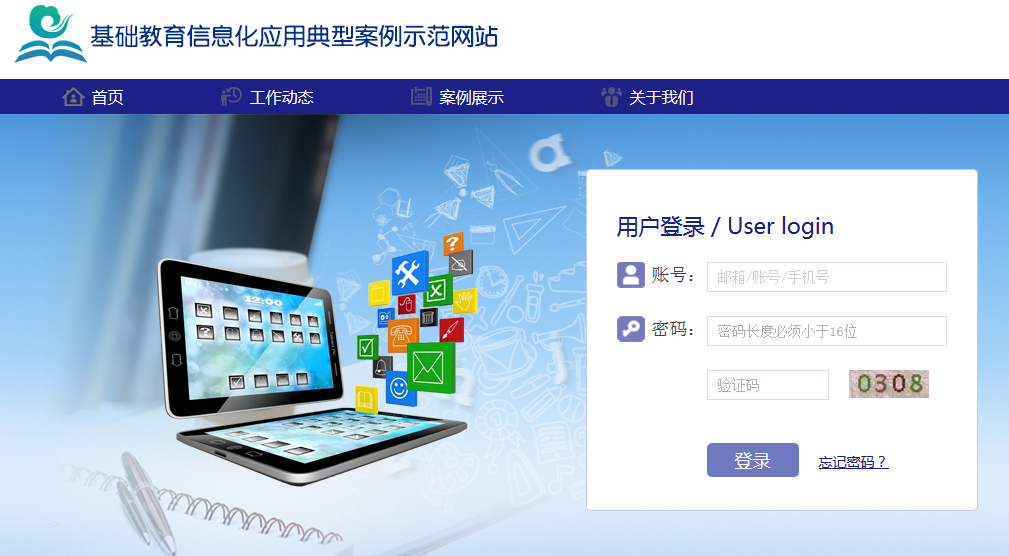 基础教育信息化应用典型案例示范网站
首页
工作动态
案例展示
关于我们
12:00
用户登录 / User login
账号：
邮箱/账号/手机号
密码：
密码长度必须小于16位
验证码
0308
登录
忘记密码？